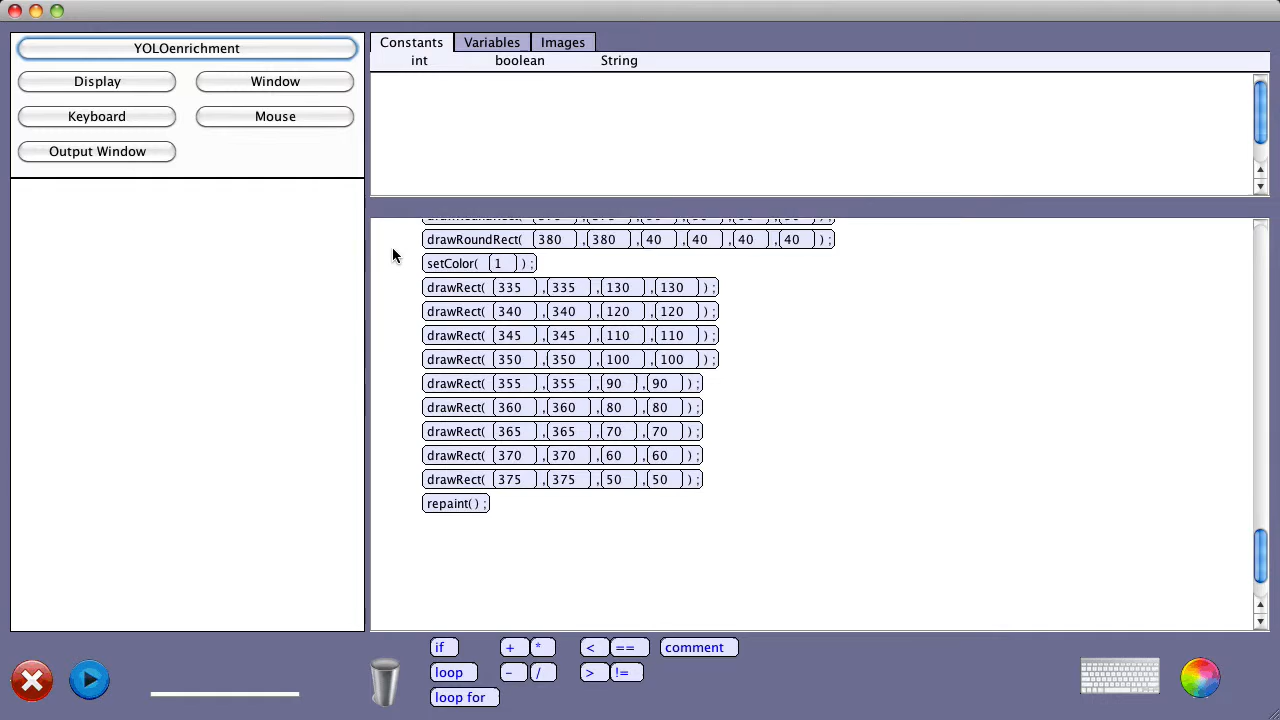 YOLOenrichment
Display Window
Keyboard Mouse
Output Window
Constants Variables Images
int boolean String
drawRoundRect( 380 ,380 ,40 ,40 ,40 ,40 );
setColor( 1 );
drawRect( 335 ,335 ,130 ,130 );
drawRect( 340 ,340 ,120 ,120 );
drawRect( 345 ,345 ,110 ,110 );
drawRect( 350 ,350 ,100 ,100 );
drawRect( 355 ,355 ,90 ,90 );
drawRect( 360 ,360 ,80 ,80 );
drawRect( 365 ,365 ,70 ,70 );
drawRect( 370 ,370 ,60 ,60 );
drawRect( 375 ,375 ,50 ,50 );
repaint();
if + * < == comment
loop - / > !=
loop for